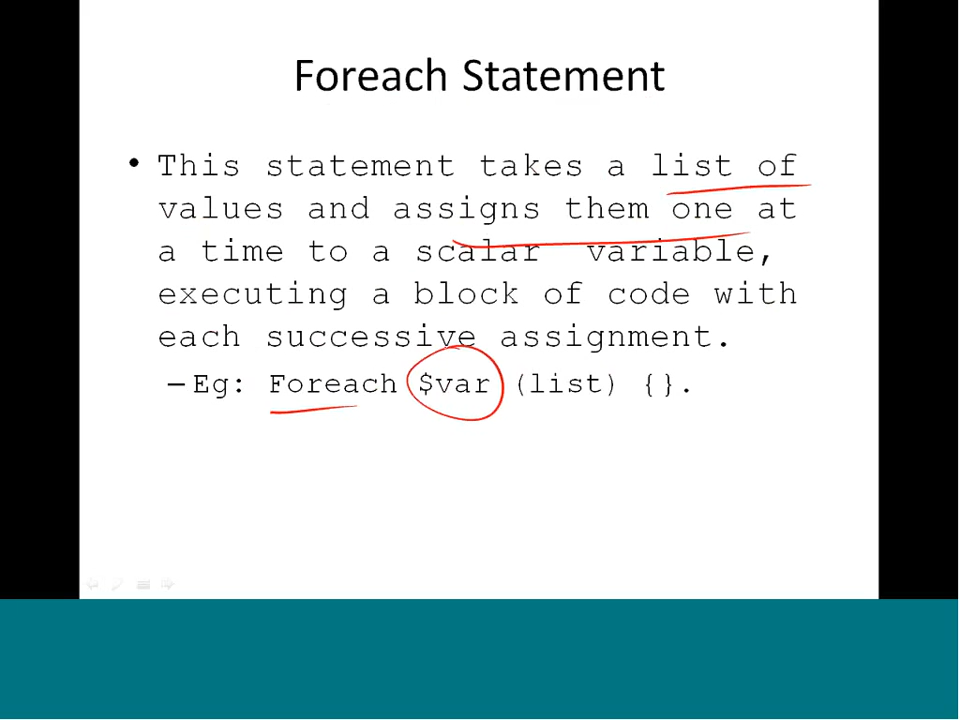 Foreach Statement
• This statement takes a list of
values and assigns them one at
a time to a scalar variable,
executing a block of code with
each successive assignment.
– Eg: Foreach $var (list) {}.